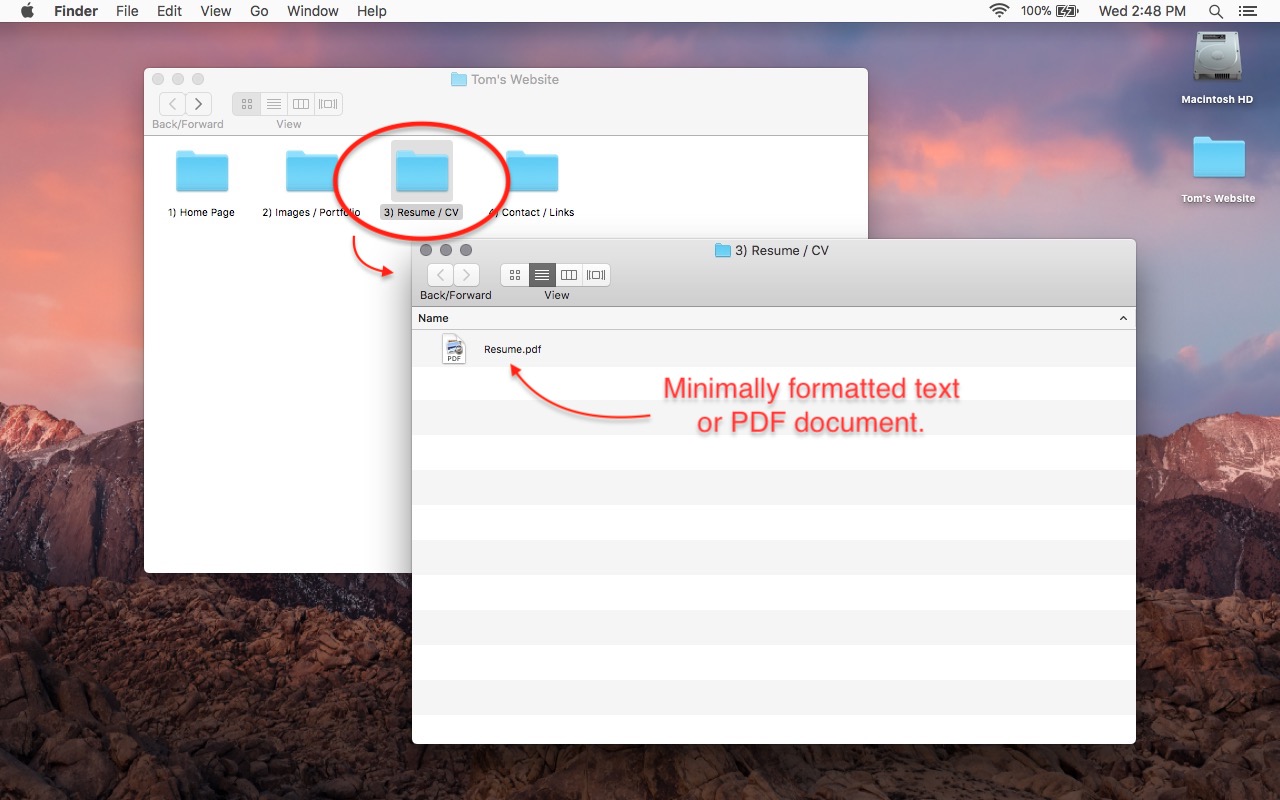 Finder File Edit View Go Window Help 100% Wed 2:48 PM
Tom's Website
Back/Forward View
1) Home Page 2) Images / Portfolio 3) Resume / CV 4) Contact / Links
Macintosh HD
Tom's Website
3) Resume / CV
Back/Forward View
Name
PDF Resume.pdf
Minimally formatted text
or PDF document.